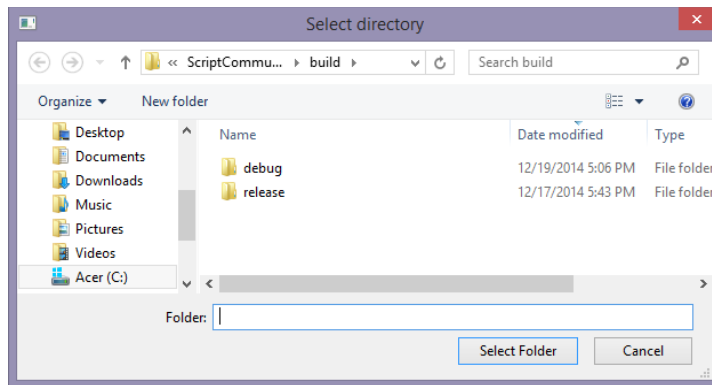 Select directory
« ScriptCommu... build Search build
Organize New folder
Name Date modified Type
Desktop
Documents
Downloads
Music
Pictures
Videos
Acer (C:)
debug 12/19/2014 5:06 PM File folder
release 12/17/2014 5:43 PM File folder
Folder:
Select Folder Cancel